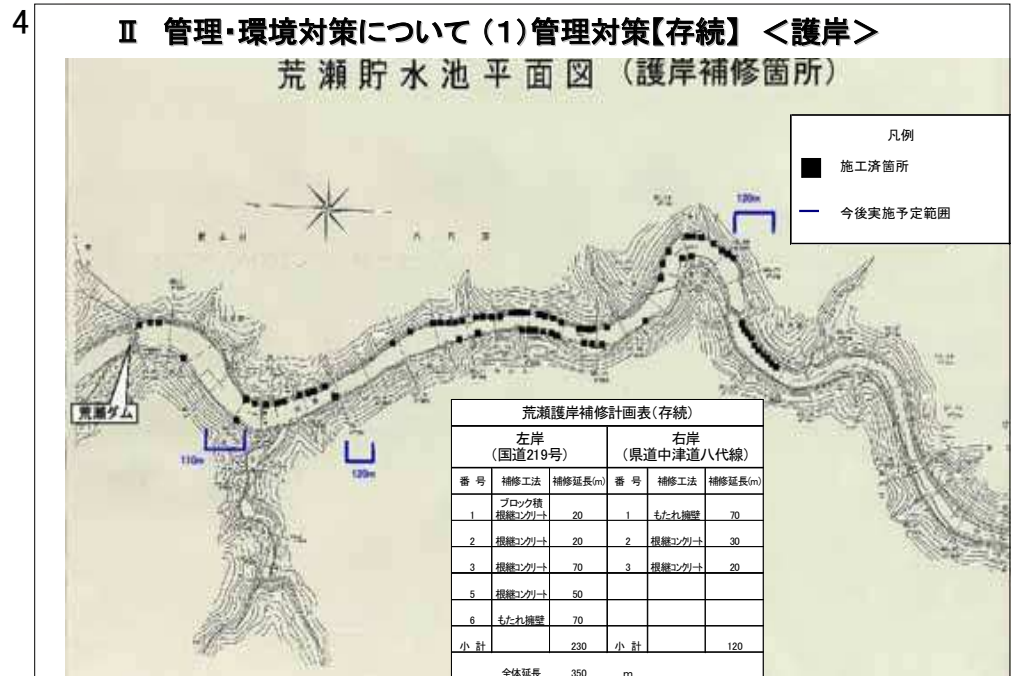 4
Ⅱ 管理・環境対策について (1)管理対策【存続】 ＜護岸＞
荒瀬貯水池平面図 (護岸補修箇所)
凡例
施工済箇所
今後実施予定範囲
120m
荒瀬ダム
110m
120m
荒瀬護岸補修計画表(存続)
左岸 右岸
(国道219号) (県道中津道八代線)
番号 補修工法 補修延長(m) 番号 補修工法 補修延長(m)
1 ブロック積 根継コンクリート 20 1 もたれ擁壁 70
2 根継コンクリート 20 2 根継コンクリート 30
3 根継コンクリート 70 3 根継コンクリート 20
5 根継コンクリート 50
6 もたれ擁壁 70
小計 230 小計 120
全体延長 350 m